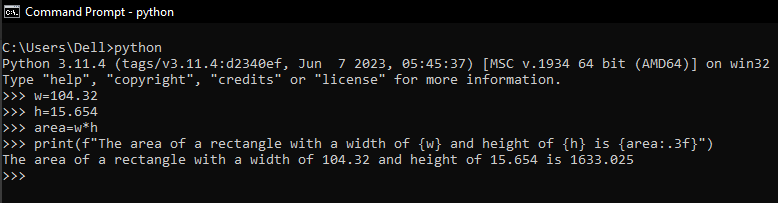 Command Prompt - python
C:\Users\Dell>python
Python 3.11.4 (tags/v3.11.4:d2340ef, Jun  7 2023, 05:45:37) [MSC v.1934 64 bit (AMD64)] on win32
Type "help", "copyright", "credits" or "license" for more information.
>>> w=104.32
>>> h=15.654
>>> area=w*h
>>> print(f"The area of a rectangle with a width of {w} and height of {h} is {area:.3f}")
The area of a rectangle with a width of 104.32 and height of 15.654 is 1633.025
>>>